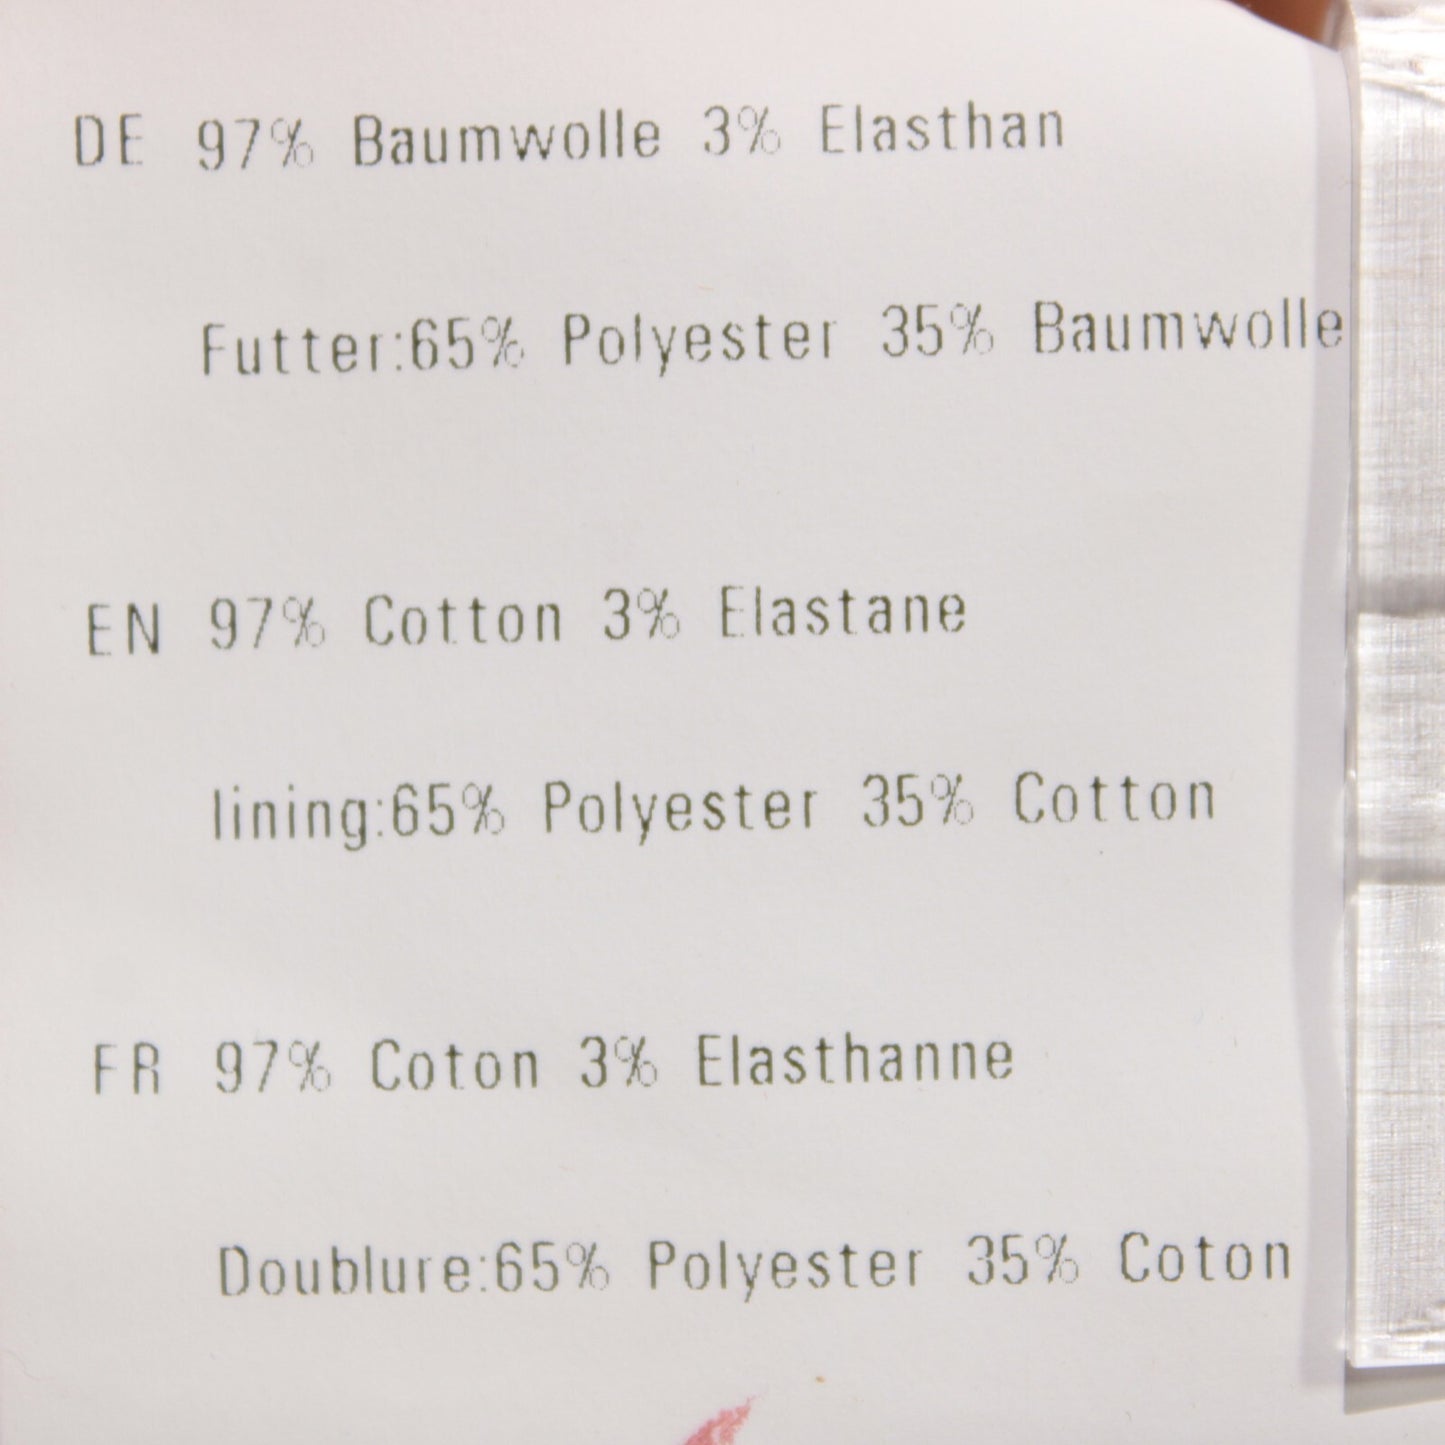 DE 97% Baumwolle 3% Elasthan
Futter:65% Polyester 35% Baumwolle
EN 97% Cotton 3% Elastane
lining:65% Polyester 35% Cotton
FR 97% Coton 3% Elasthanne
Doublure:65% Polyester 35% Coton